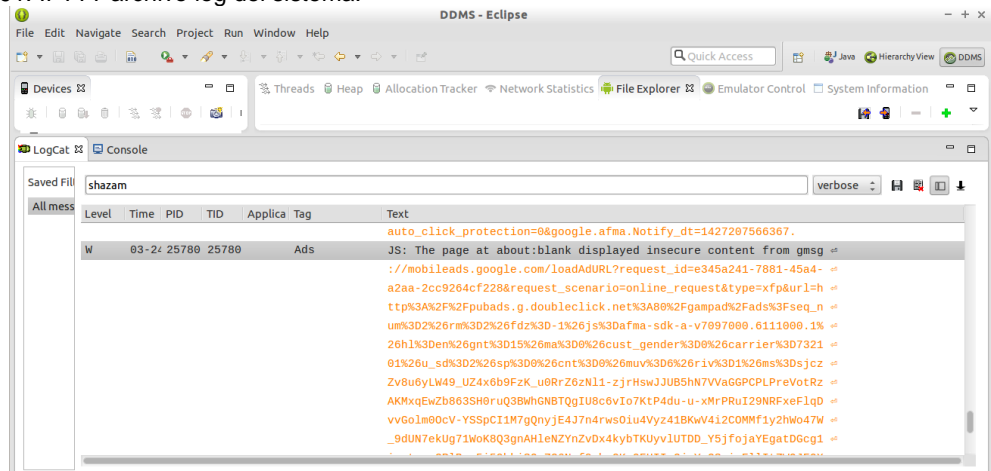 archivo log del sistema.
DDMS - Eclipse
File Edit Navigate Search Project Run Window Help
Quick Access
Java
Hierarchy View
DDMS
Devices
Threads Heap Allocation Tracker Network Statistics File Explorer Emulator Control System Information
LogCat Console
Saved Fil
shazam
verbose
All mess
Level Time PID TID Applica Tag Text
auto_click_protection=0&google.afma.Notify_dt=1427207566367.
W 03-24 25780 25780 Ads JS: The page at about:blank displayed insecure content from gmsg
://mobileads.google.com/loadAdURL?request_id=e345a241-7881-45a4-
a2aa-2cc9264cf228&request_scenario=online_request&type=xfp&url=h
ttp%3A%2F%2Fpubads.g.doubleclick.net%3A80%2Fgampad%2Fads%3Fseq_n
um%3D2%26rm%3D2%26fdz%3D-1%26js%3Dafma-sdk-a-v7097000.6111000.1%
26hl%3Den%26gnt%3D15%26ma%3D0%26cust_gender%3D0%26carrier%3D7321
01%26u_sd%3D2%26sp%3D0%26cnt%3D0%26muv%3D6%26riv%3D1%26ms%3Dsjcz
Zv8u6yLW49_UZ4x6b9FzK_u0RrZ6zNl1-zjrHswJJUB5hN7VVaGGPCPLPreVotRz
AKMxqEwZb863SH0ruQ3BWhGNBTQgIU8c6vIo7KtP4du-u-xMrPRuI29NRFxeFlqD
vvGolm0OcV-YSSpCI1M7gQnyjE4J7n4rwsOiu4Vyz41BKwV4i2COMMf1y2hWo47W
_9dUN7ekUg71WoK8Q3gnAHleNZYnZvDx4kybTKUyvlUTDD_Y5jfojaYEgatDGcg1